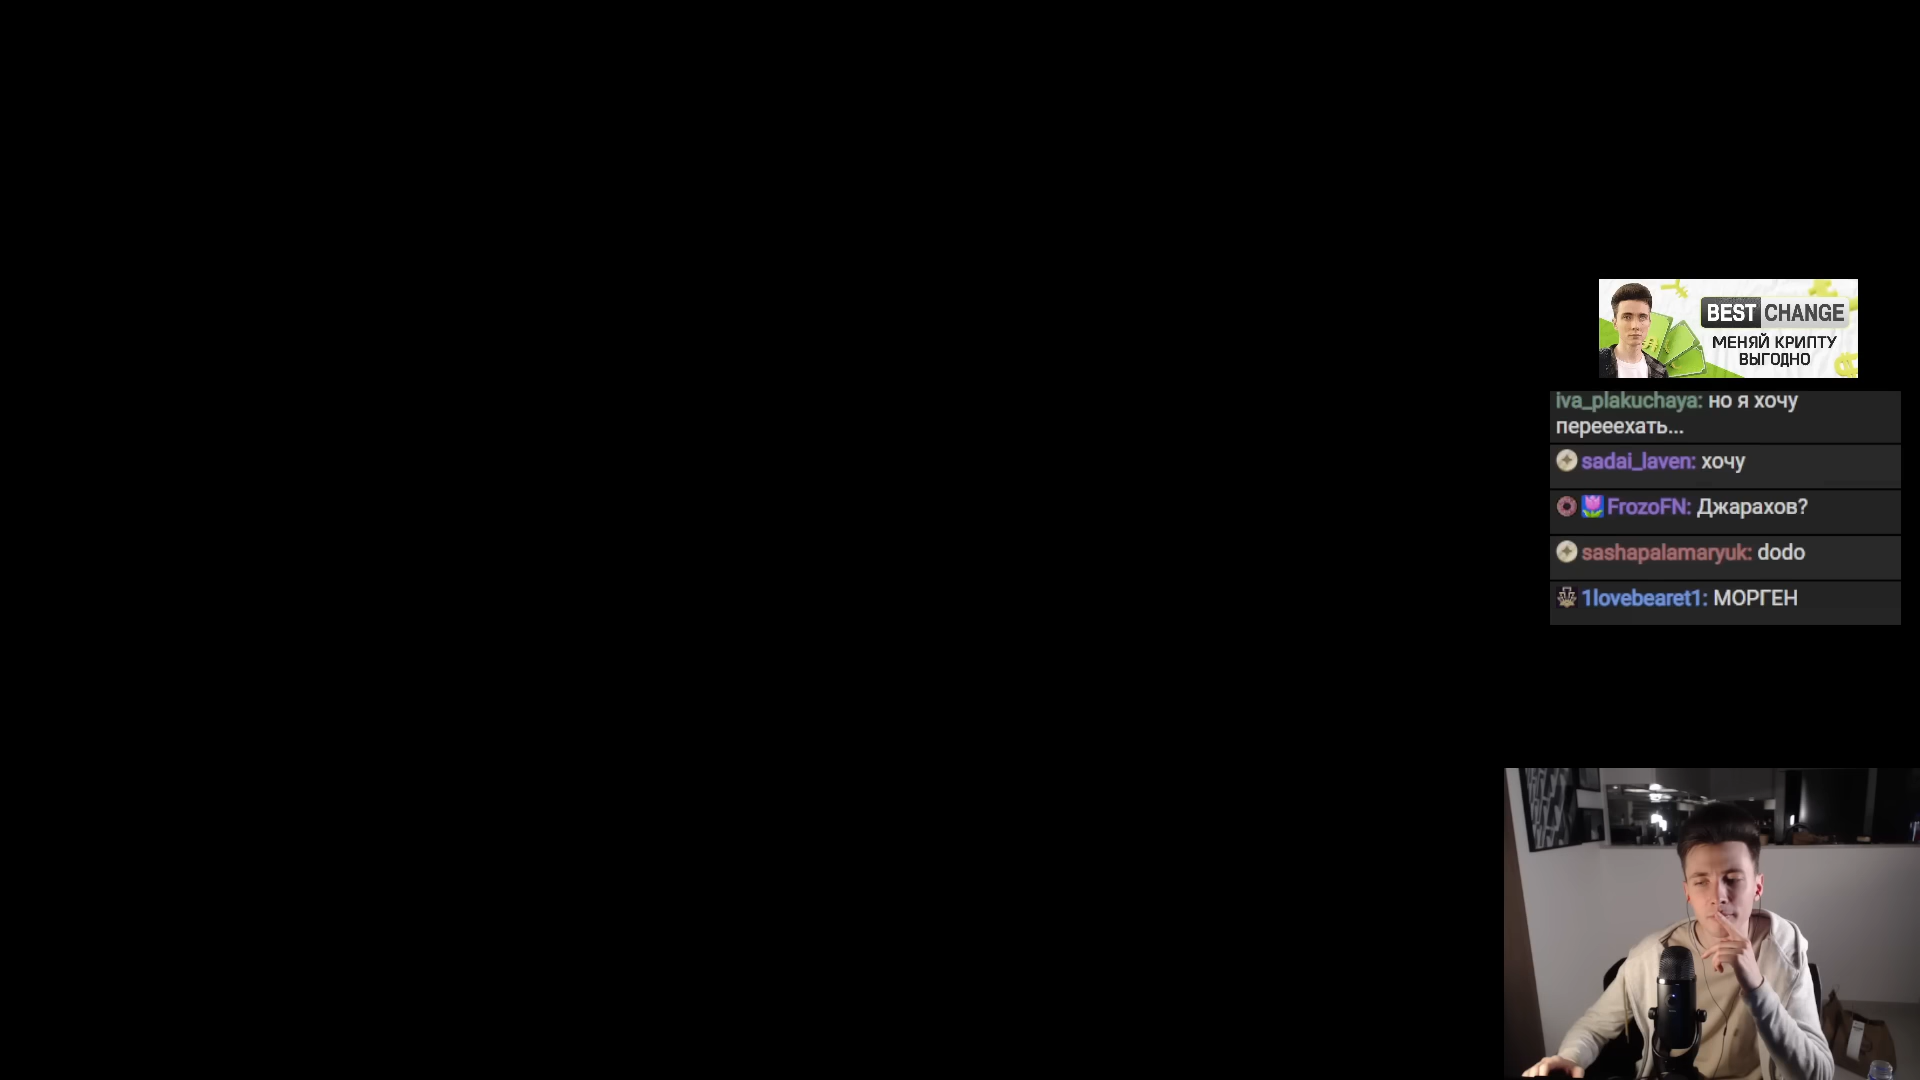 BEST CHANGE
МЕНЯЙ КРИПТУ
ВЫГОДНО
iva_plakuchaya: но я хочу
перееехать...
sadai_laven: хочу
FrozoFN: Джарахов?
sashapalamaryuk: dodo
1lovebearet1: МОРГЕН